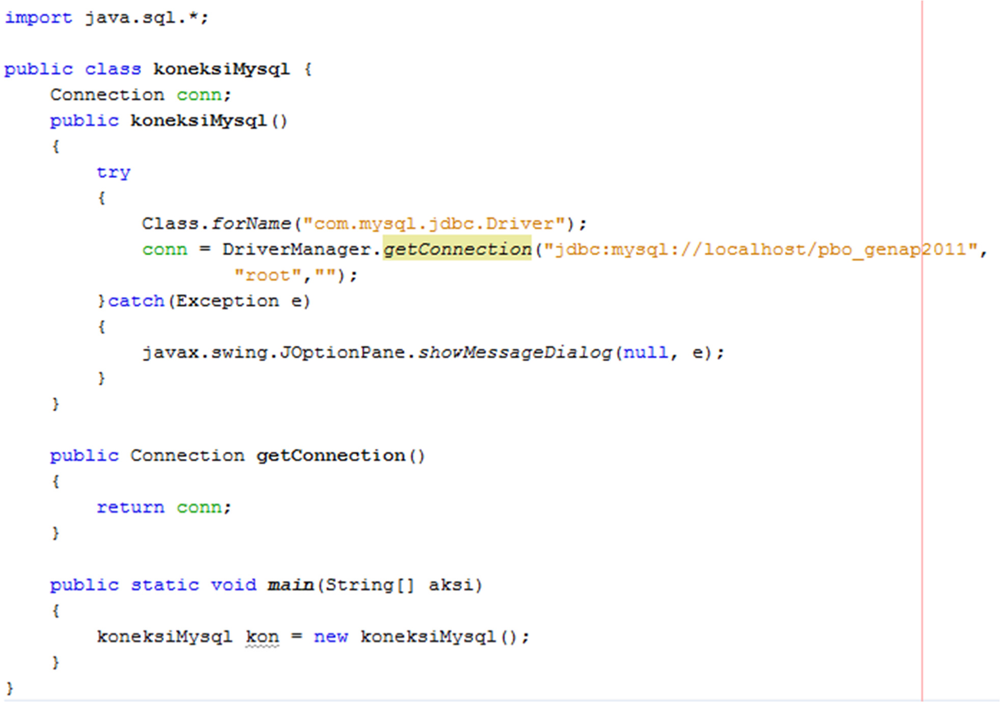 import java.sql.*;
public class koneksiMysql {
Connection conn;
public koneksiMysql()
{
try
{
Class.forName("com.mysql.jdbc.Driver");
conn = DriverManager.getConnection("jdbc:mysql://localhost/pbo_genap2011",
"root","");
}catch(Exception e)
{
javax.swing.JOptionPane.showMessageDialog(null, e);
}
}
public Connection getConnection()
{
return conn;
}
public static void main(String[] aksi)
{
koneksiMysql kon = new koneksiMysql();
}
}